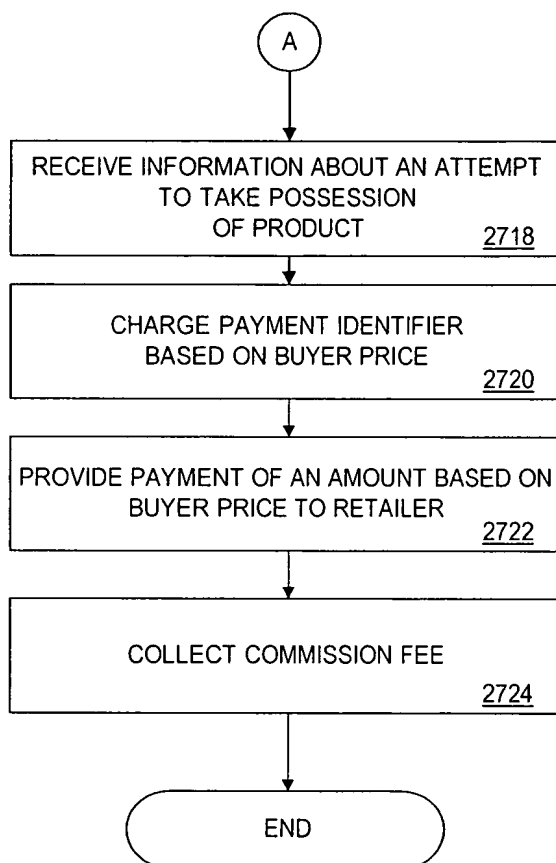 A
RECEIVE INFORMATION ABOUT AN ATTEMPT
TO TAKE POSSESSION
OF PRODUCT
2718
CHARGE PAYMENT IDENTIFIER
BASED ON BUYER PRICE
2720
PROVIDE PAYMENT OF AN AMOUNT BASED ON
BUYER PRICE TO RETAILER
2722
COLLECT COMMISSION FEE
2724
END